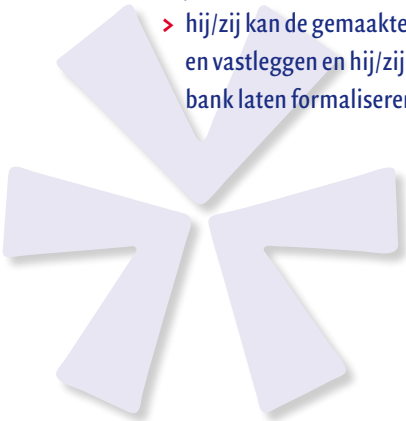 > hij/zij kan de gemaakte
en vastleggen en hij/zij
bank laten formaliseren